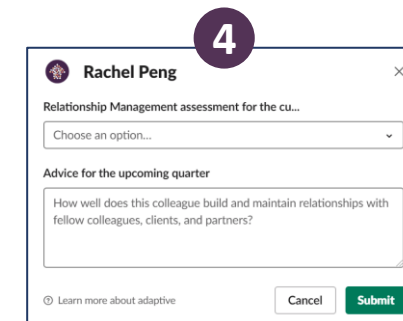 4
Rachel Peng
Relationship Management assessment for the cu...
Choose an option...
Advice for the upcoming quarter
How well does this colleague build and maintain relationships with
fellow colleagues, clients, and partners?
Learn more about adaptive
Cancel
Submit